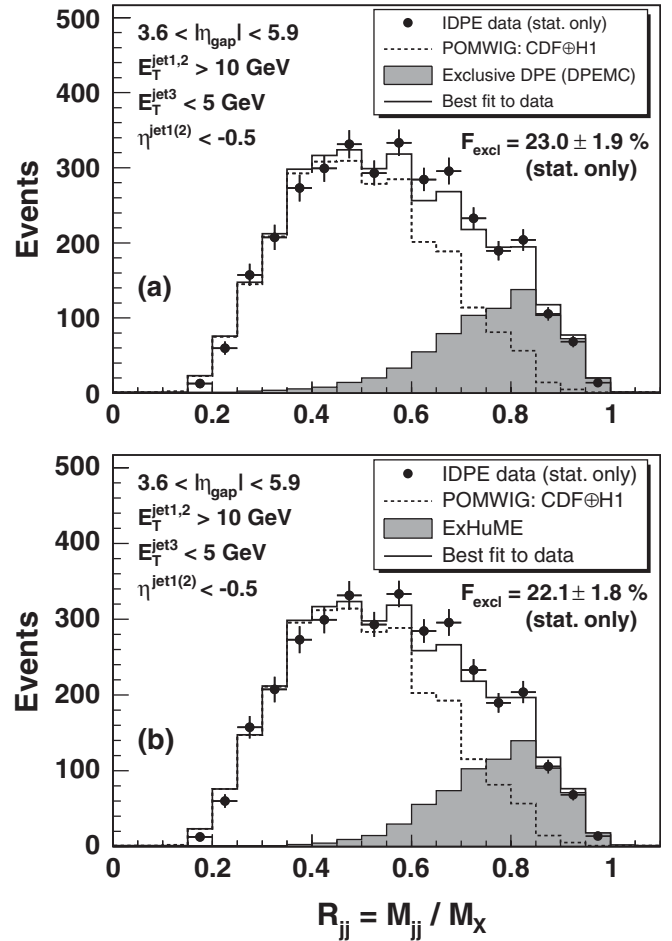 500
400
300
200
100
0
Events
3.6 < |η_gap| < 5.9
E_T^jet1,2 > 10 GeV
E_T^jet3 < 5 GeV
η^jet1(2) < -0.5
IDPE data (stat. only)
POMWIG: CDF⊕H1
Exclusive DPE (DPEMC)
Best fit to data
F_excl = 23.0 ± 1.9 %
(stat. only)
(a)
0 0.2 0.4 0.6 0.8 1
500
400
300
200
100
0
Events
3.6 < |η_gap| < 5.9
E_T^jet1,2 > 10 GeV
E_T^jet3 < 5 GeV
η^jet1(2) < -0.5
IDPE data (stat. only)
POMWIG: CDF⊕H1
ExHuME
Best fit to data
F_excl = 22.1 ± 1.8 %
(stat. only)
(b)
0 0.2 0.4 0.6 0.8 1
R_jj = M_jj / M_X